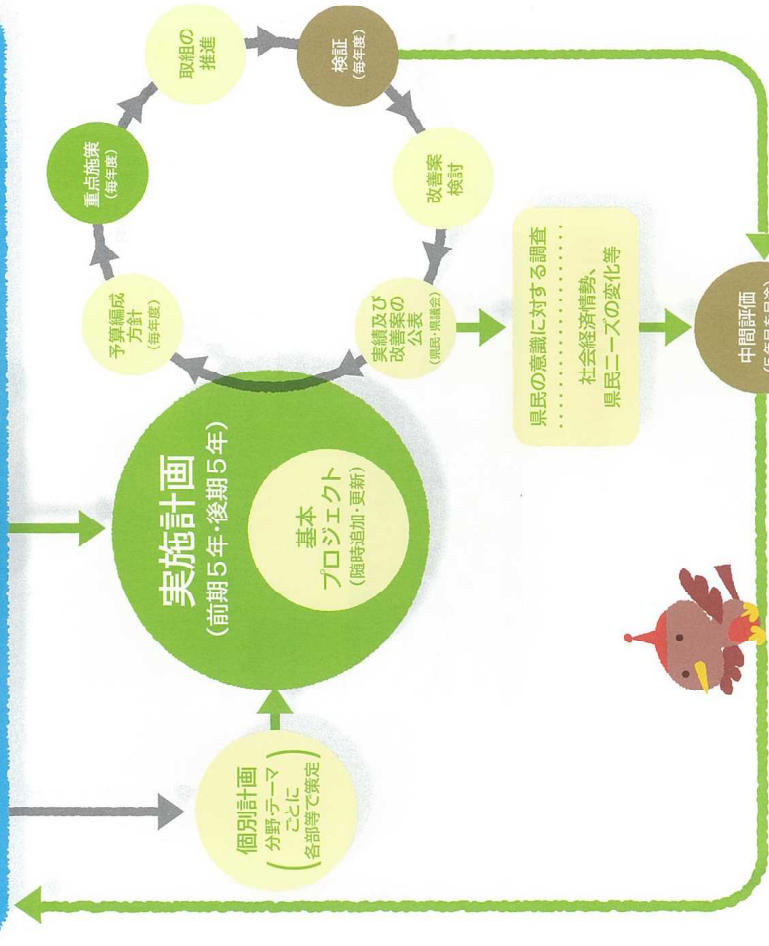 個別計画
分野・テーマ
ごとに
各部等で策定
実施計画
(前期5年・後期5年)
基本
プロジェクト
(随時追加・更新)
予算編成
方針
(毎年度)
重点施策
(毎年度)
取組の
推進
検証
(毎年度)
改善案
検討
実績及び
改善案の
公表
(県民・県議会)
県民の意識に対する調査
社会経済情勢、
県民ニーズの変化等
中間評価